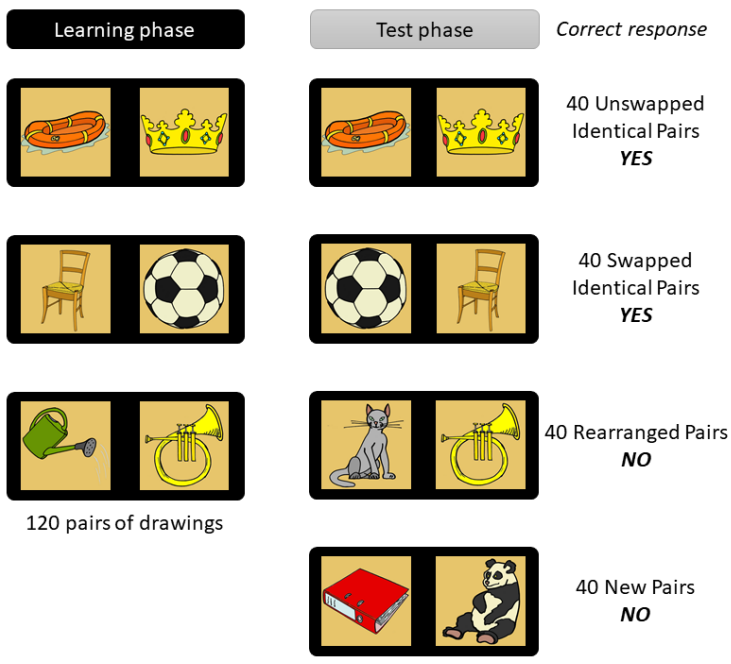 Learning phase
Test phase
Correct response
40 Unswapped
Identical Pairs
YES
40 Swapped
Identical Pairs
YES
40 Rearranged Pairs
NO
120 pairs of drawings
40 New Pairs
NO